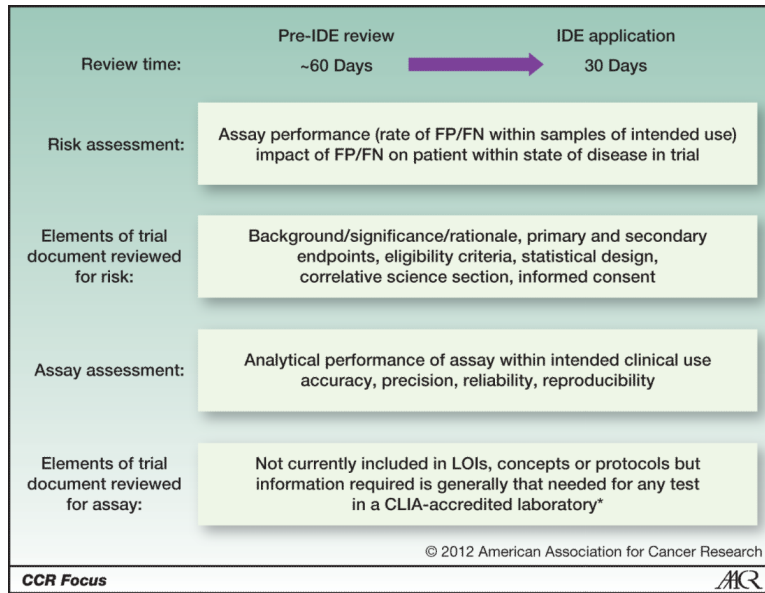 Pre-IDE review
IDE application
Review time:
~60 Days
30 Days
Risk assessment:
Assay performance (rate of FP/FN within samples of intended use)
impact of FP/FN on patient within state of disease in trial
Elements of trial
document reviewed
for risk:
Background/significance/rationale, primary and secondary
endpoints, eligibility criteria, statistical design,
correlative science section, informed consent
Assay assessment:
Analytical performance of assay within intended clinical use
accuracy, precision, reliability, reproducibility
Elements of trial
document reviewed
for assay:
Not currently included in LOIs, concepts or protocols but
information required is generally that needed for any test
in a CLIA-accredited laboratory*
© 2012 American Association for Cancer Research
CCR Focus
AACR